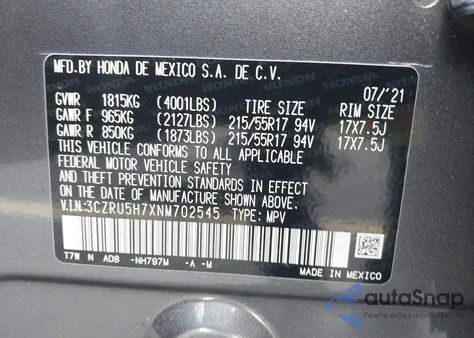 MFD.BY HONDA DE MEXICO S.A. DE C.V.
07/'21
GVWR 1815KG (4001LBS) TIRE SIZE RIM SIZE
GAWR F 965KG (2127LBS) 215/55R17 94V 17X7.5J
GAWR R 850KG (1873LBS) 215/55R17 94V 17X7.5J
THIS VEHICLE CONFORMS TO ALL APPLICABLE
FEDERAL MOTOR VEHICLE SAFETY, BUMPER,
AND THEFT PREVENTION STANDARDS IN EFFECT
ON THE DATE OF MANUFACTURE SHOWN ABOVE.
V.I.N:3CZRU5H7XNM702545 TYPE: MPV
T7W N AD8 -NH797M -A -M
MADE IN MEXICO
autoSnap